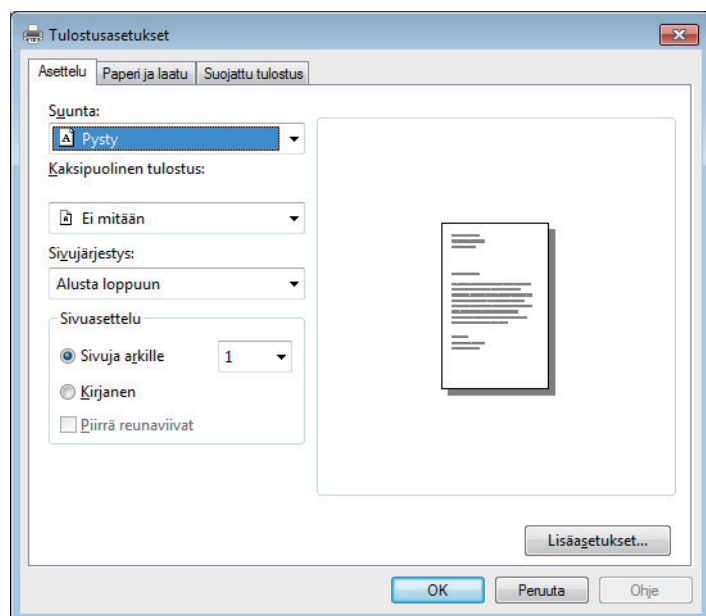 Tulostusasetukset
Asettelu Paperi ja laatu Suojattu tulostus
Suunta:
A Pysty
Kaksipuolinen tulostus:
Ei mitään
Sivujärjestys:
Alusta loppuun
Sivuasettelu
Sivuja arkille 1
Kirjanen
Piirrä reunaviivat
Lisäasetukset...
OK Peruuta Ohje